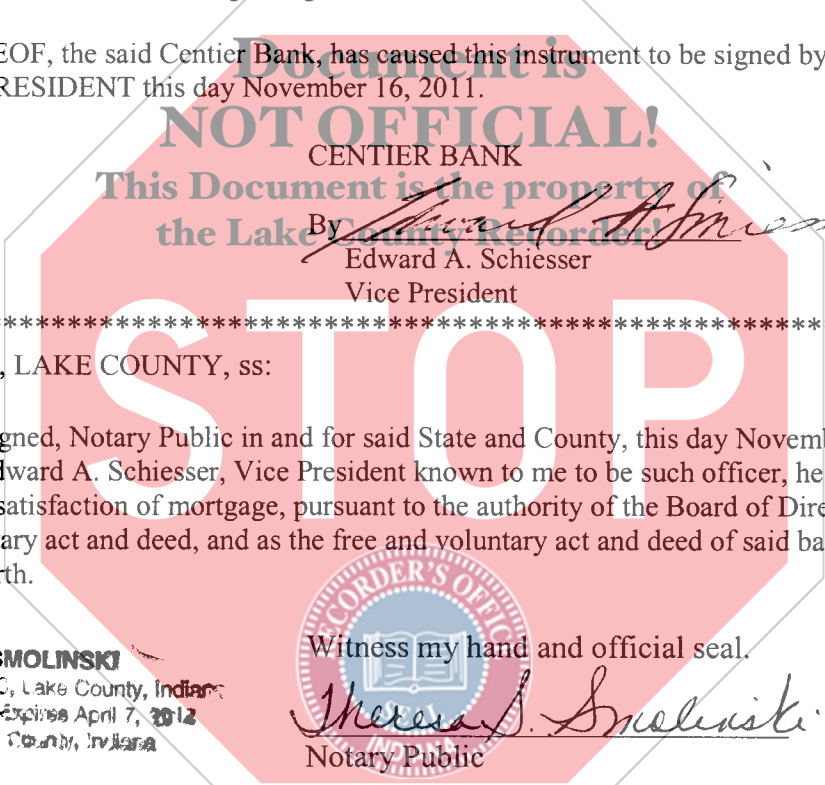 EOF, the said Centier Bank, has caused this instrument to be signed by
RESIDENT this day November 16, 2011.
Document is
NOT OFFICIAL!
This Document is the property of
the Lake County Recorder!
CENTIER BANK
By
Edward A. Schiesser
Vice President
**************************************************************
STOP
, LAKE COUNTY, ss:
gned, Notary Public in and for said State and County, this day Novemb
dward A. Schiesser, Vice President known to me to be such officer, he
satisfaction of mortgage, pursuant to the authority of the Board of Dire
ary act and deed, and as the free and voluntary act and deed of said ba
rth.
RECORDER'S OFFICE
SEAL
INDIANA
Witness my hand and official seal.
SMOLINSKI
C, Lake County, Indiana
Expires April 7, 2012
County, Indiana
Theresa S. Smolinski
Notary Public